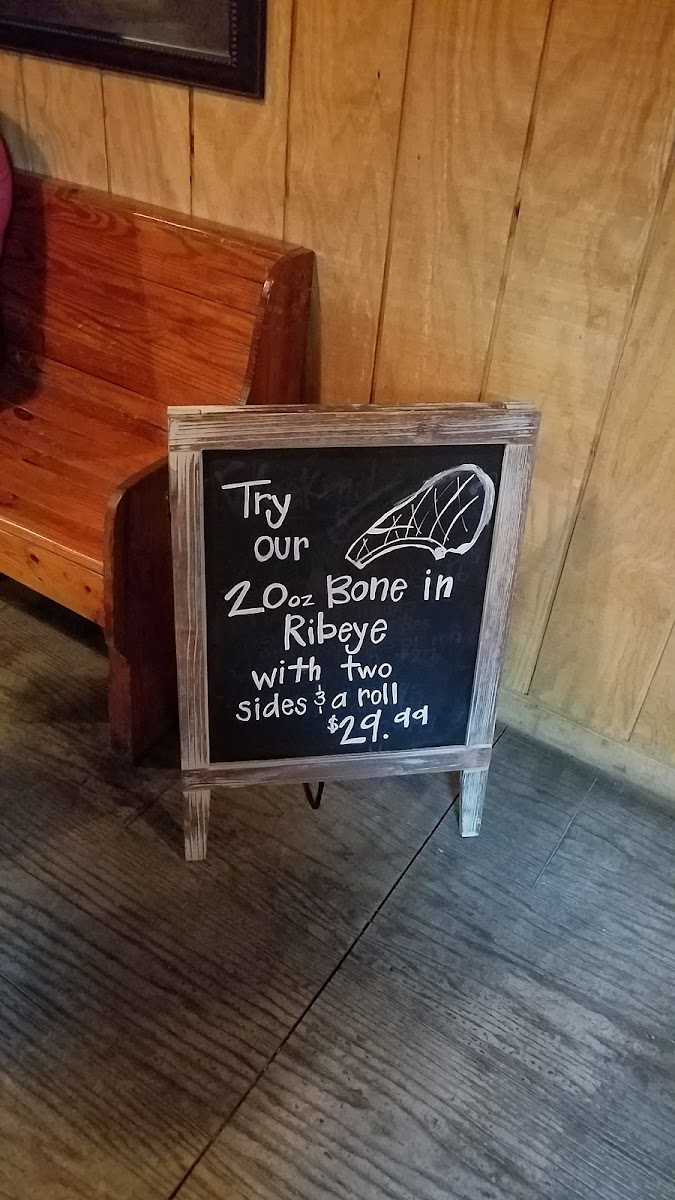 Try
our
20oz Bone in
Ribeye
with two
sides & a roll
$29.99